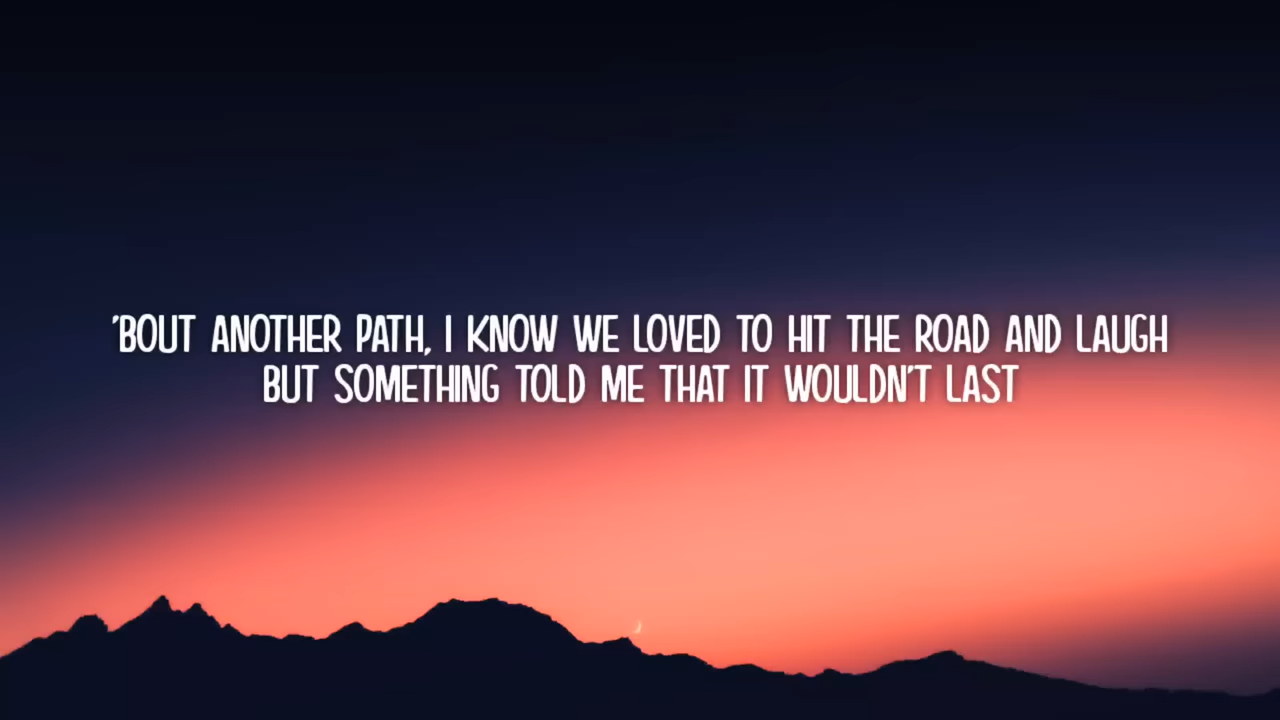 'BOUT ANOTHER PATH, I KNOW WE LOVED TO HIT THE ROAD AND LAUGH
BUT SOMETHING TOLD ME THAT IT WOULDN'T LAST